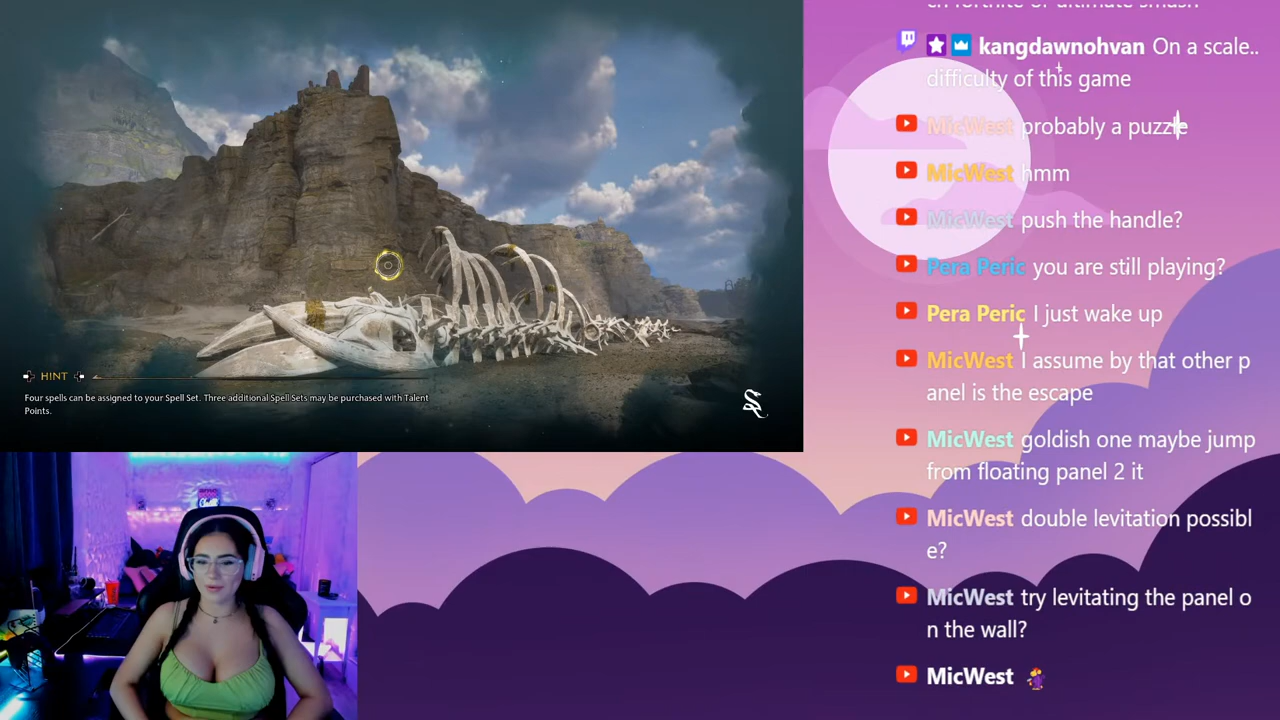 kangdawnohvan On a scale..
difficulty of this game
MicWest probably a puzzle
MicWest hmm
MicWest push the handle?
Pera Peric you are still playing?
Pera Peric I just wake up
MicWest I assume by that other p
anel is the escape
MicWest goldish one maybe jump
from floating panel 2 it
MicWest double levitation possibl
e?
MicWest try levitating the panel o
n the wall?
MicWest
HINT
Four spells can be assigned to your Spell Set. Three additional Spell Sets may be purchased with Talent
Points.